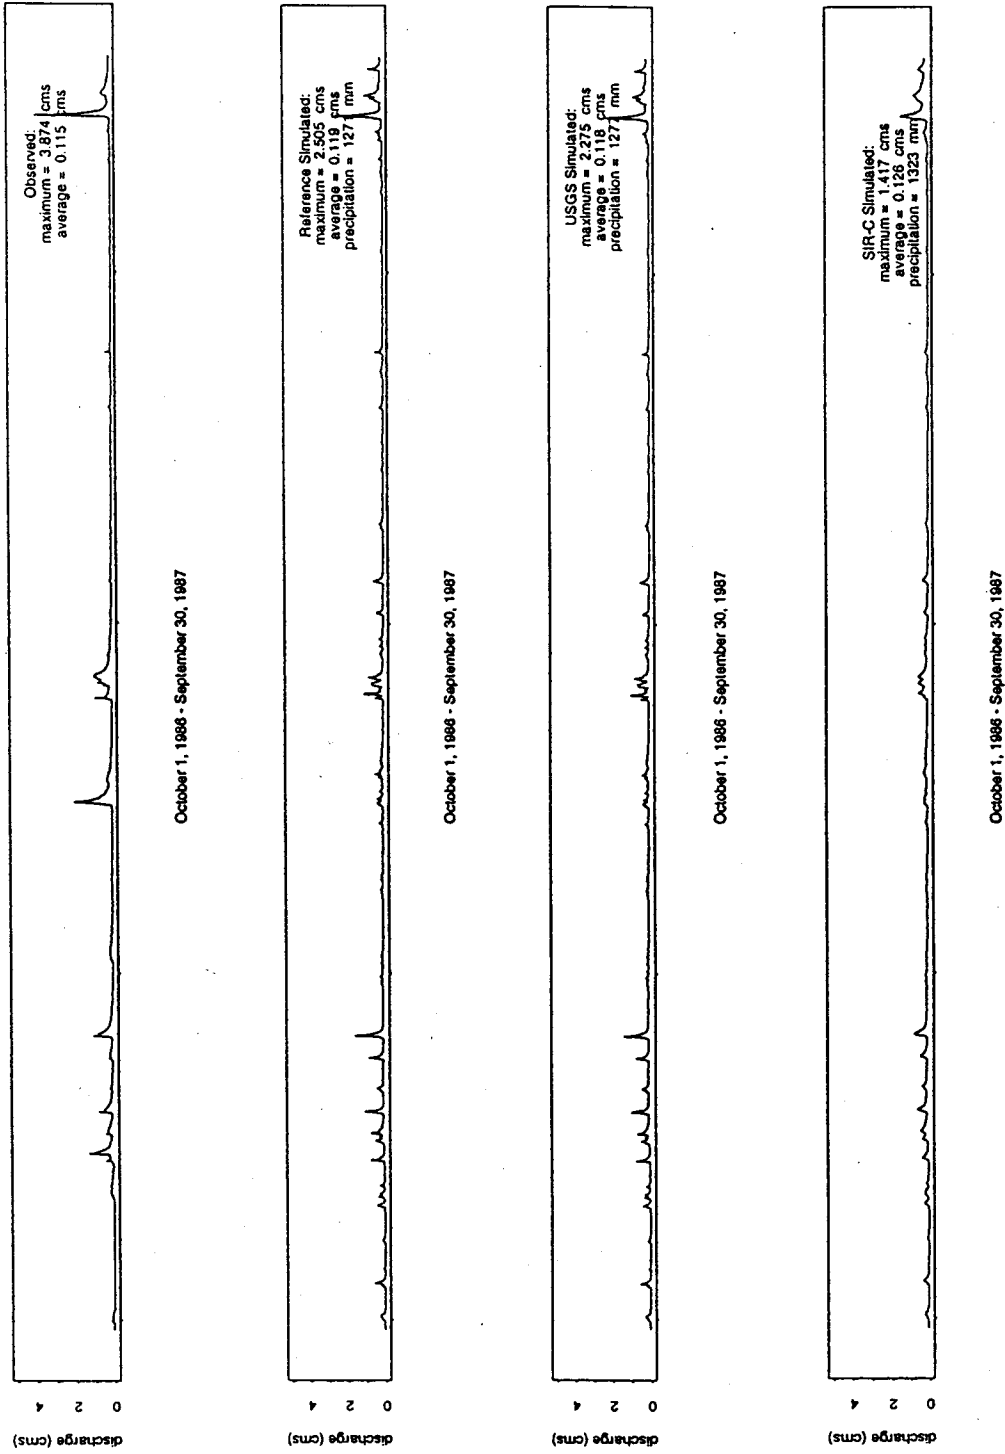 Observed:
maximum = 3.874 cms
average = 0.115 cms
4
2
0
discharge (cms)
October 1, 1986 - September 30, 1987
Reference Simulated:
maximum = 2.505 cms
average = 0.119 cms
precipitation = 127 mm
4
2
0
discharge (cms)
October 1, 1986 - September 30, 1987
USGS Simulated:
maximum = 2.275 cms
average = 0.118 cms
precipitation = 1277 mm
4
2
0
discharge (cms)
October 1, 1986 - September 30, 1987
SIR-C Simulated:
maximum = 1.417 cms
average = 0.126 cms
precipitation = 1323 mm
4
2
0
discharge (cms)
October 1, 1986 - September 30, 1987